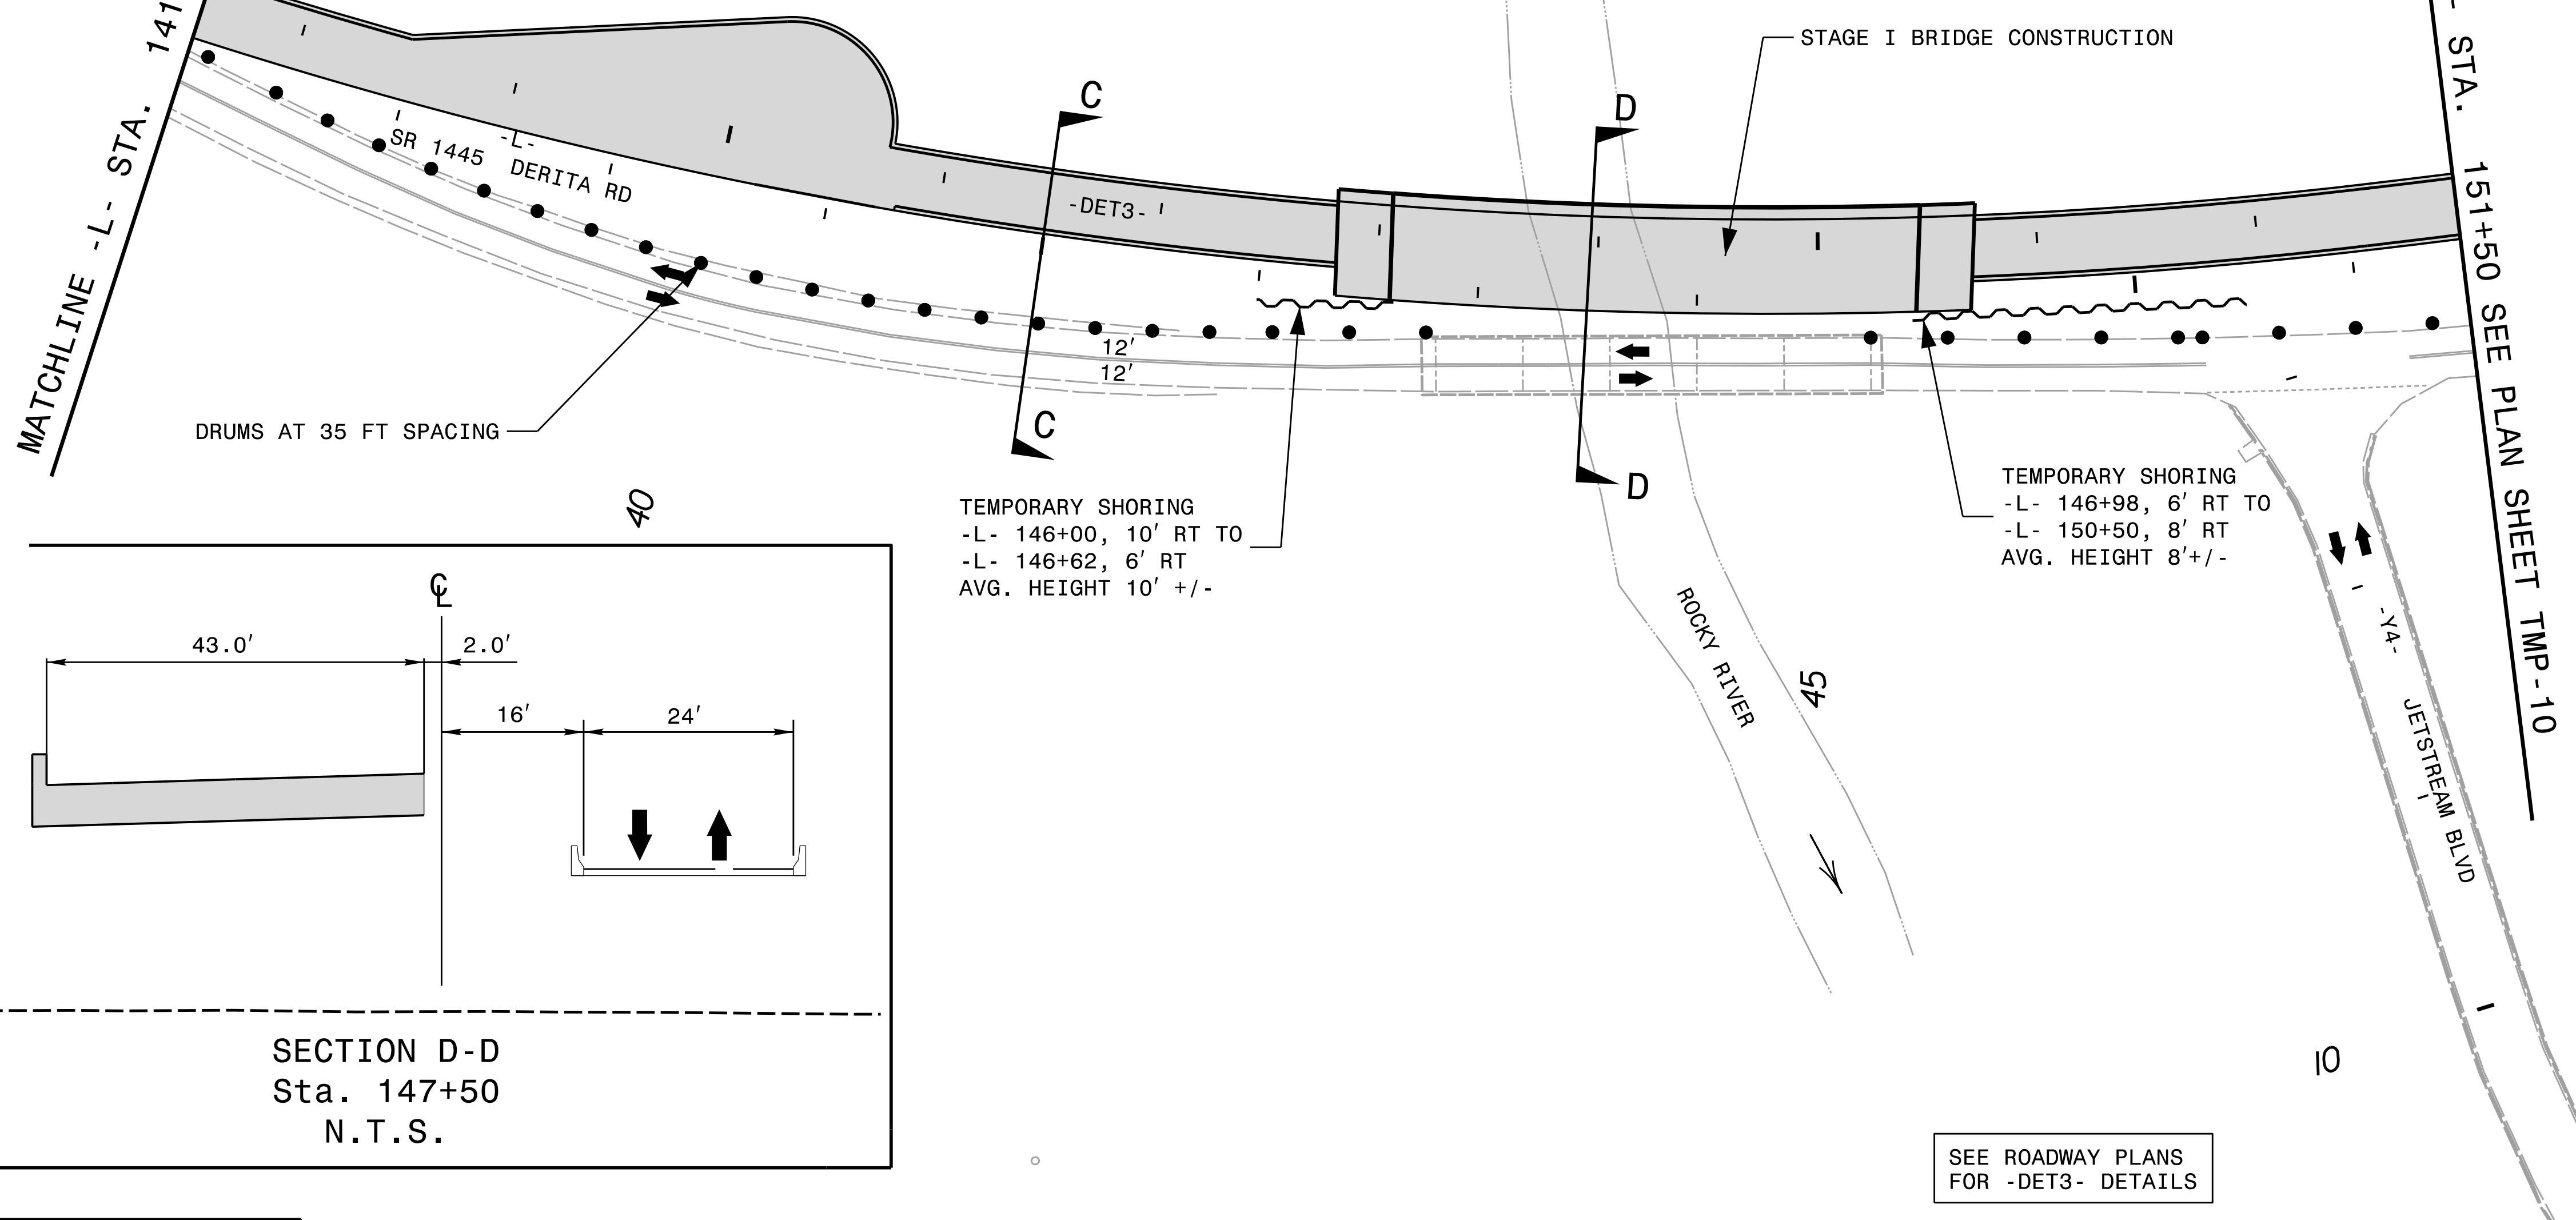 STAGE I BRIDGE CONSTRUCTION
MATCHLINE -L- STA. 141
- STA. 151+50 SEE PLAN SHEET TMP-10
C
D
SR 1445
-L-
DERITA RD
-DET3-
12'
12'
C
D
DRUMS AT 35 FT SPACING
TEMPORARY SHORING
-L- 146+00, 10' RT TO
-L- 146+62, 6' RT
AVG. HEIGHT 10' +/-
TEMPORARY SHORING
-L- 146+98, 6' RT TO
-L- 150+50, 8' RT
AVG. HEIGHT 8'+/-
40
ROCKY RIVER
45
-Y4-
JETSTREAM BLVD
10
CL
43.0'
2.0'
16'
24'
SECTION D-D
Sta. 147+50
N.T.S.
SEE ROADWAY PLANS
FOR -DET3- DETAILS